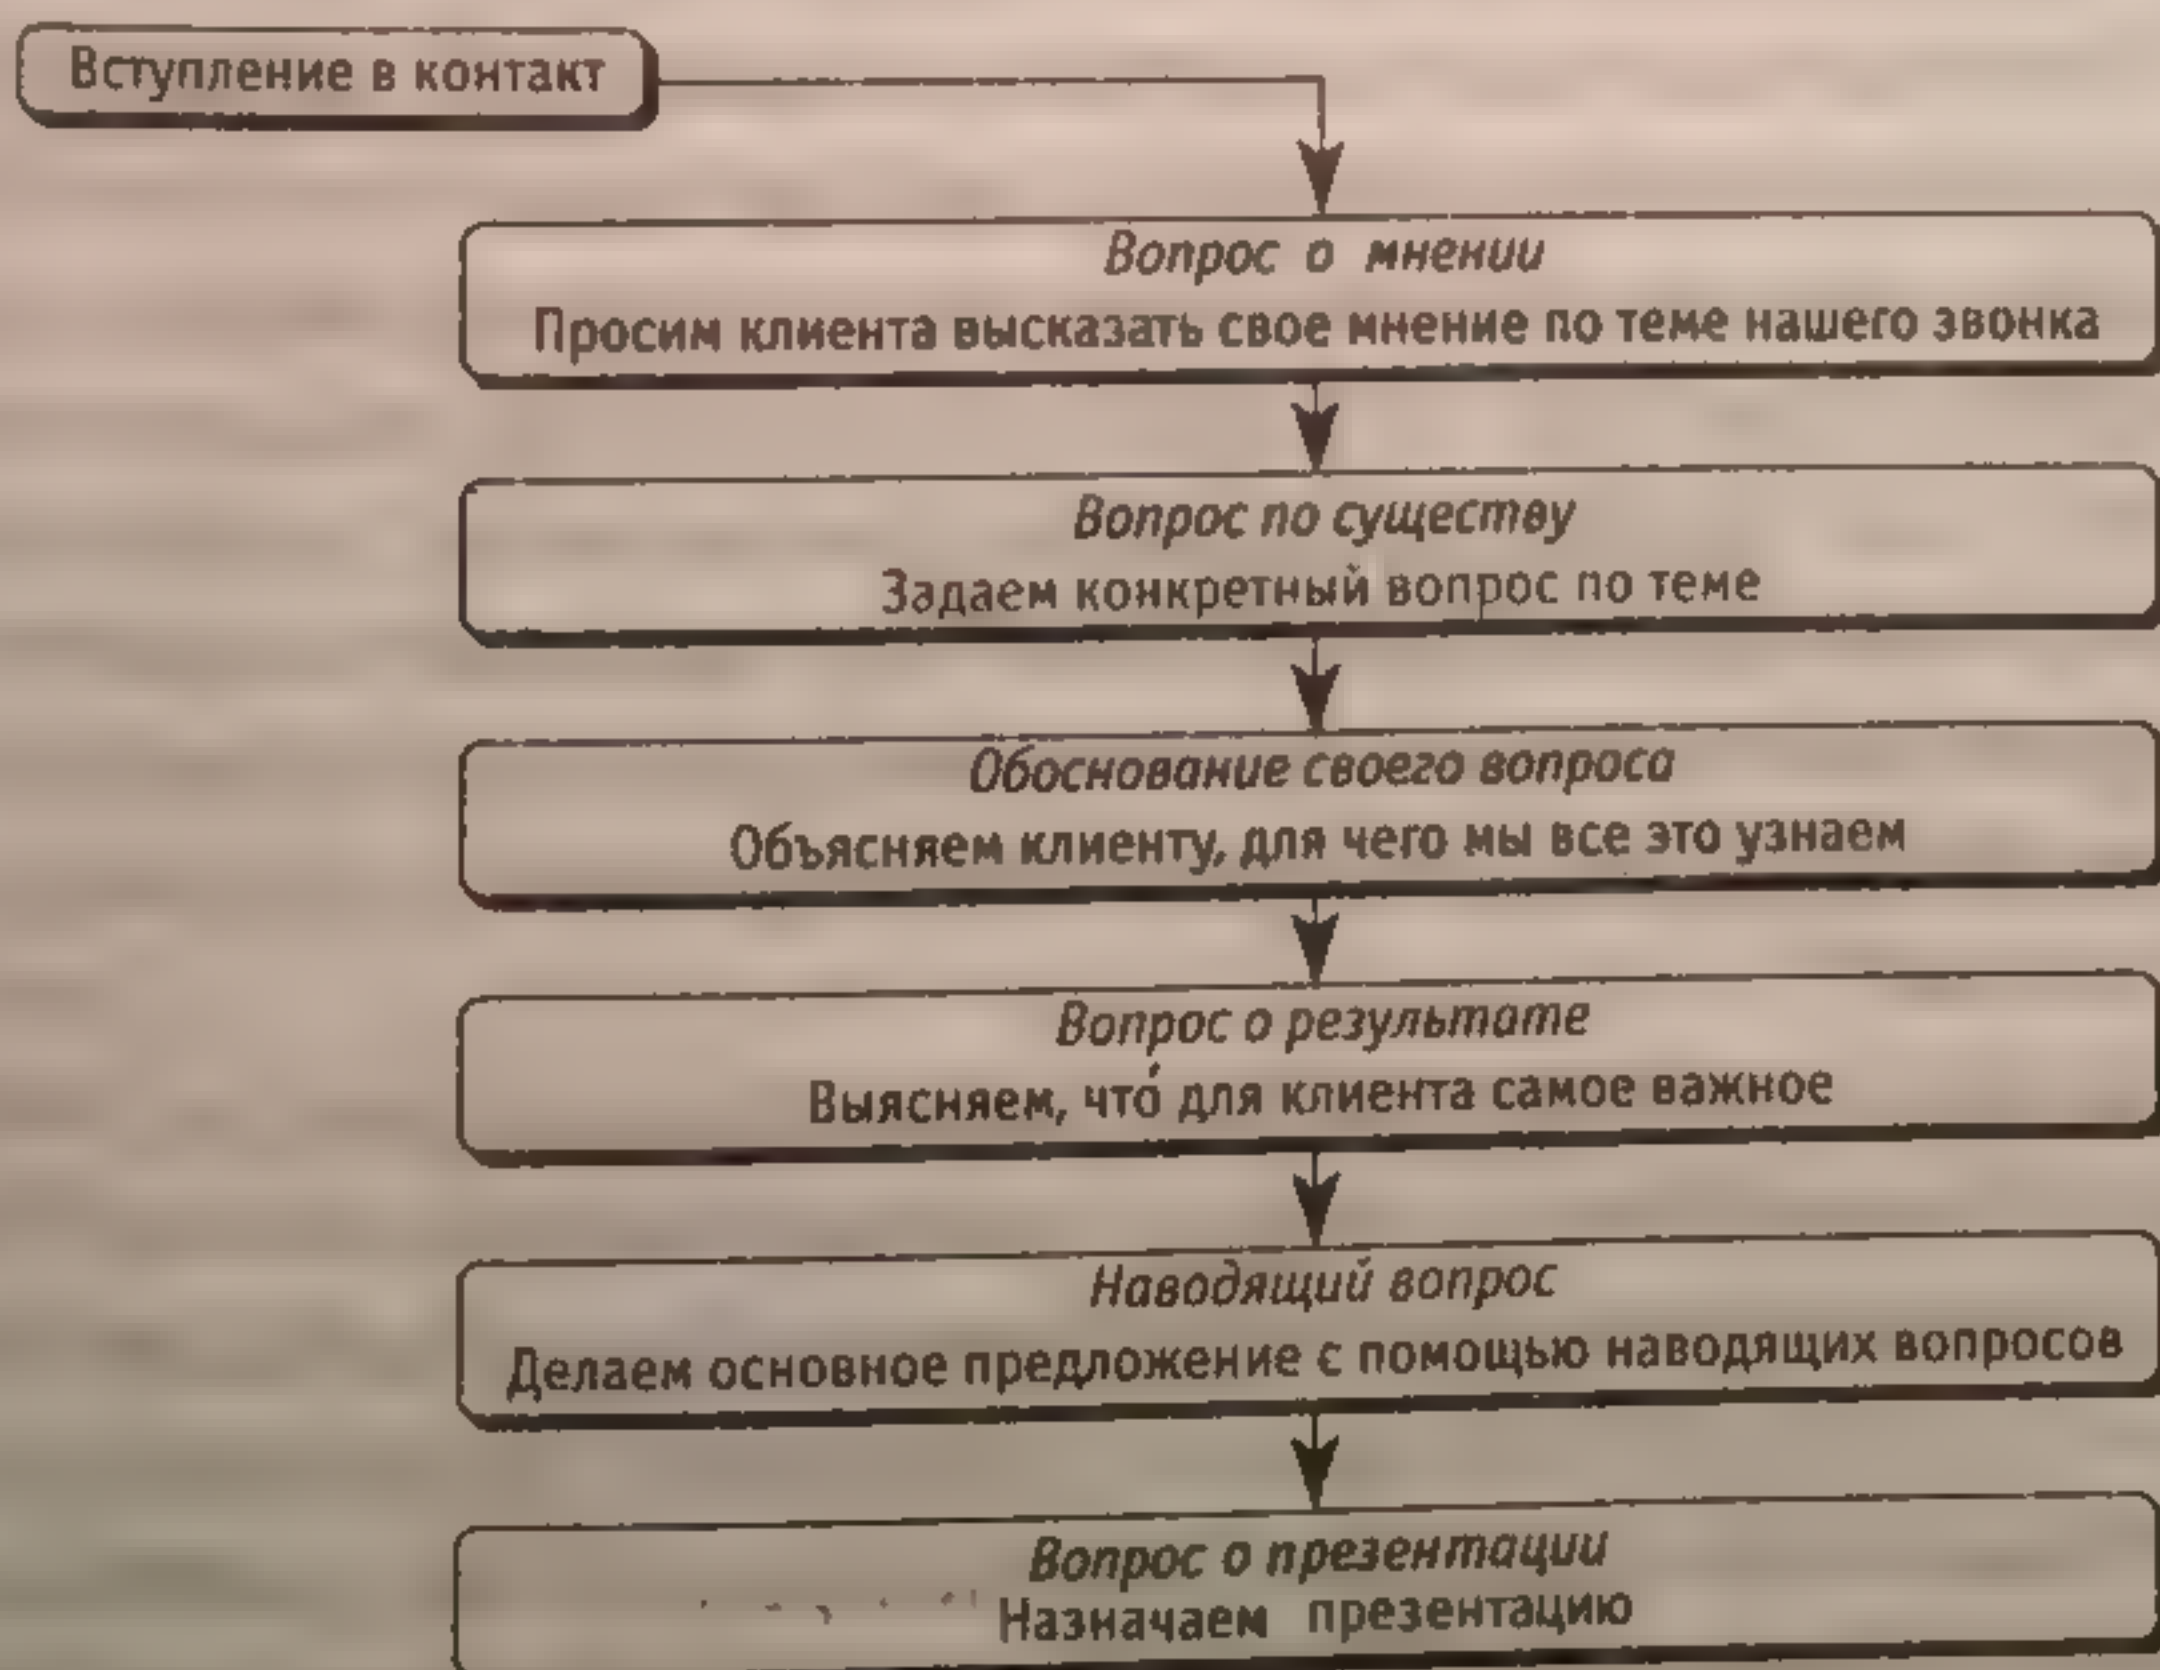 Вступление в контакт
Вопрос о мнении
Просим клиента высказать свое мнение по теме нашего звонка
Вопрос по существу
Задаем конкретный вопрос по теме
Обоснование своего вопроса
Объясняем клиенту, для чего мы все это узнаем
Вопрос о результате
Выясняем, что́ для клиента самое важное
Наводящий вопрос
Делаем основное предложение с помощью наводящих вопросов
Вопрос о презентации
Назначаем презентацию